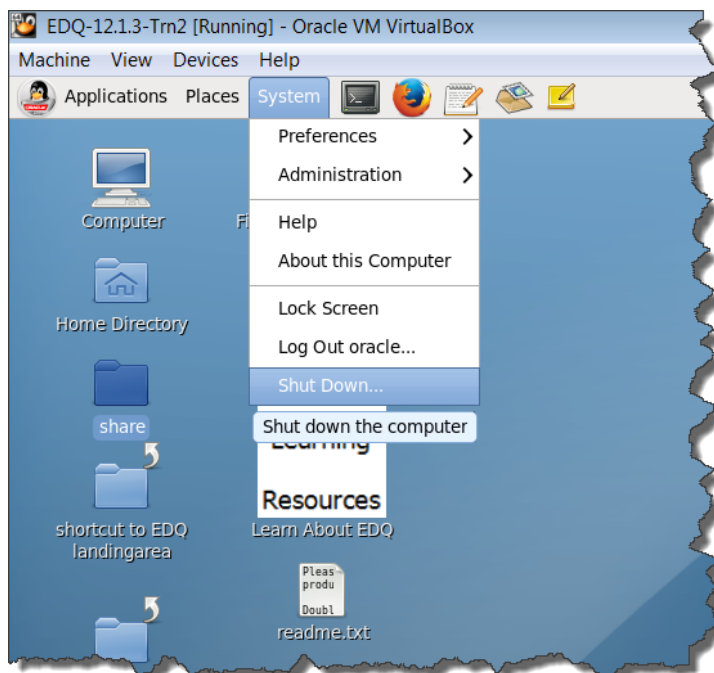 EDQ-12.1.3-Trn2 [Running] - Oracle VM VirtualBox
Machine View Devices Help
Applications Places System
Preferences
Administration
Help
About this Computer
Lock Screen
Log Out oracle...
Shut Down...
Shut down the computer
Computer
Home Directory
share
shortcut to EDQ
landingarea
Learning
Resources
Learn About EDQ
Pleas
produ
Doubl
readme.txt